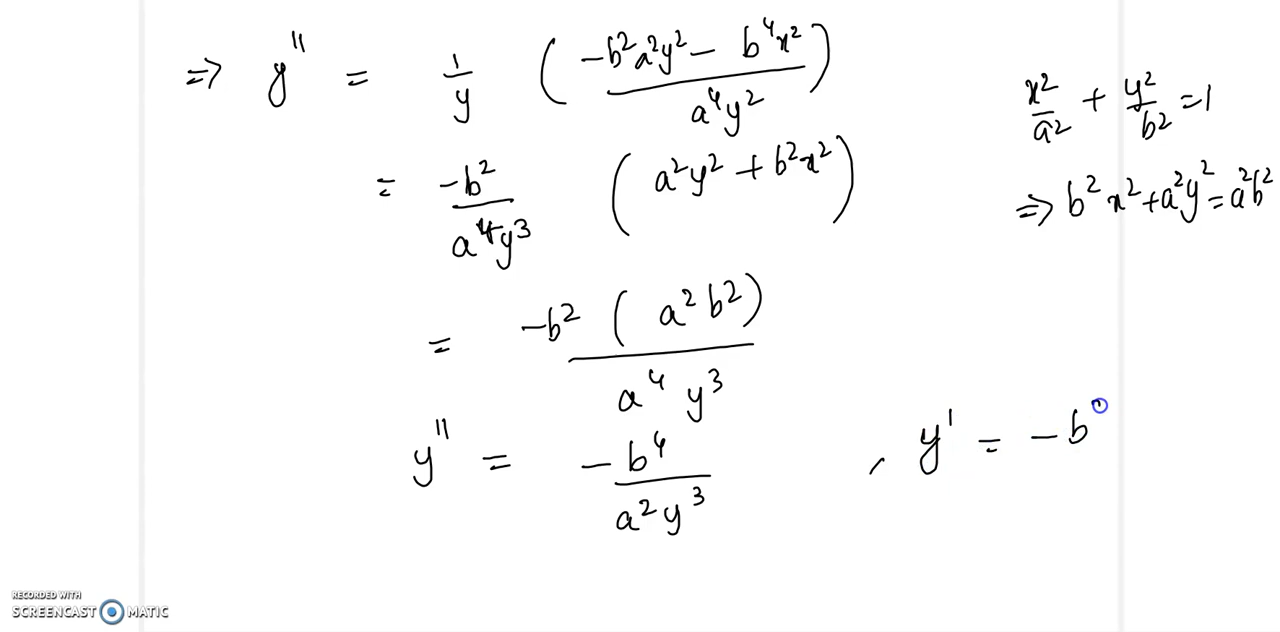 => y'' = 1/y ( (-b²a²y² - b⁴x²) / (a⁴y²) )
x²/a² + y²/b² = 1
= -b²/(a⁴y³) ( a²y² + b²x² )
=> b²x² + a²y² = a²b²
= -b² ( a²b² ) / (a⁴ y³)
y'' = -b⁴/(a²y³) , y' = -b
RECORDED WITH
SCREENCAST MATIC